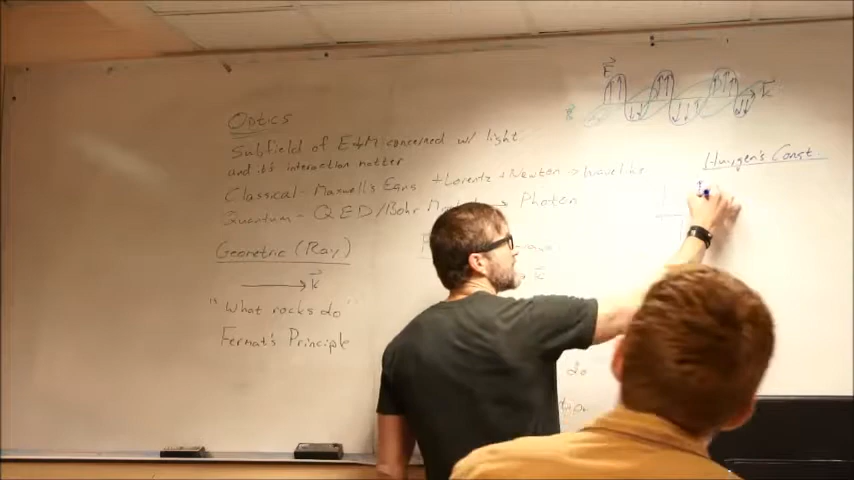 Optics
Subfield of E&M concerned w/ light
and it's interaction matter
Classical - Maxwell's Eqns + Lorentz + Newton → Wavelike
Quantum - QED/Bohr → Photon
Geometric (Ray)
k
"What rocks do"
Fermat's Principle
E
k
Huygen's Const.
k
do